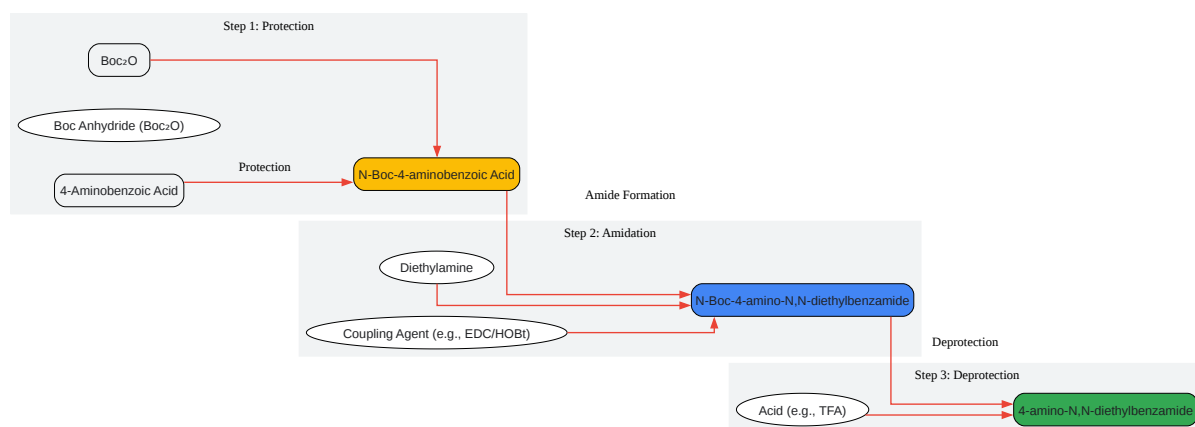 Step 1: Protection
Boc₂O
Boc Anhydride (Boc₂O)
Protection
4-Aminobenzoic Acid
N-Boc-4-aminobenzoic Acid
Amide Formation
Step 2: Amidation
Diethylamine
N-Boc-4-amino-N,N-diethylbenzamide
Coupling Agent (e.g., EDC/HOBt)
Deprotection
Step 3: Deprotection
Acid (e.g., TFA)
4-amino-N,N-diethylbenzamide